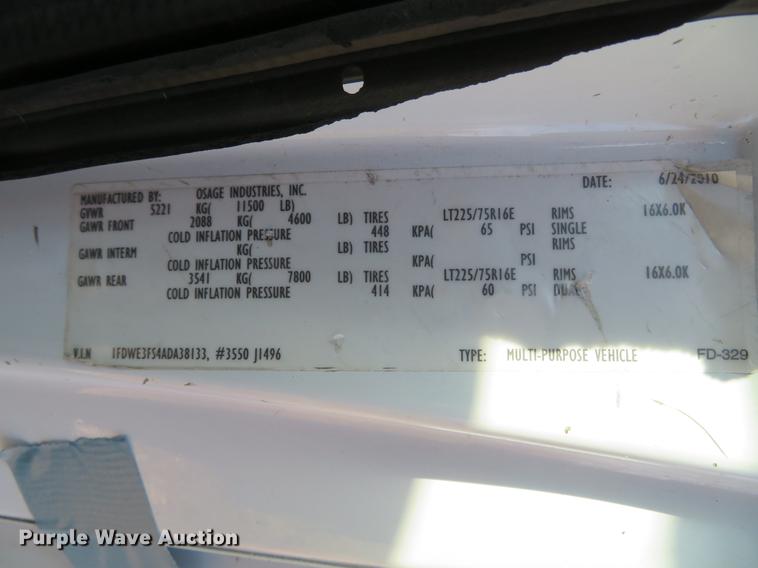 MANUFACTURED BY: OSAGE INDUSTRIES, INC. DATE: 6/24/2010
GVWR 5221 KG( 11500 LB)
GAWR FRONT 2088 KG( 4600 LB) TIRES LT225/75R16E RIMS 16X6.0K
COLD INFLATION PRESSURE 448 KPA( 65 PSI SINGLE
GAWR INTERM KG( LB) TIRES RIMS
COLD INFLATION PRESSURE KPA( PSI
GAWR REAR 3541 KG( 7800 LB) TIRES LT225/75R16E RIMS 16X6.0K
COLD INFLATION PRESSURE 414 KPA( 60 PSI DUAL
V.I.N 1FDWE3FS4ADA38133, #3550 J1496 TYPE: MULTI-PURPOSE VEHICLE FD-329
Purple Wave Auction